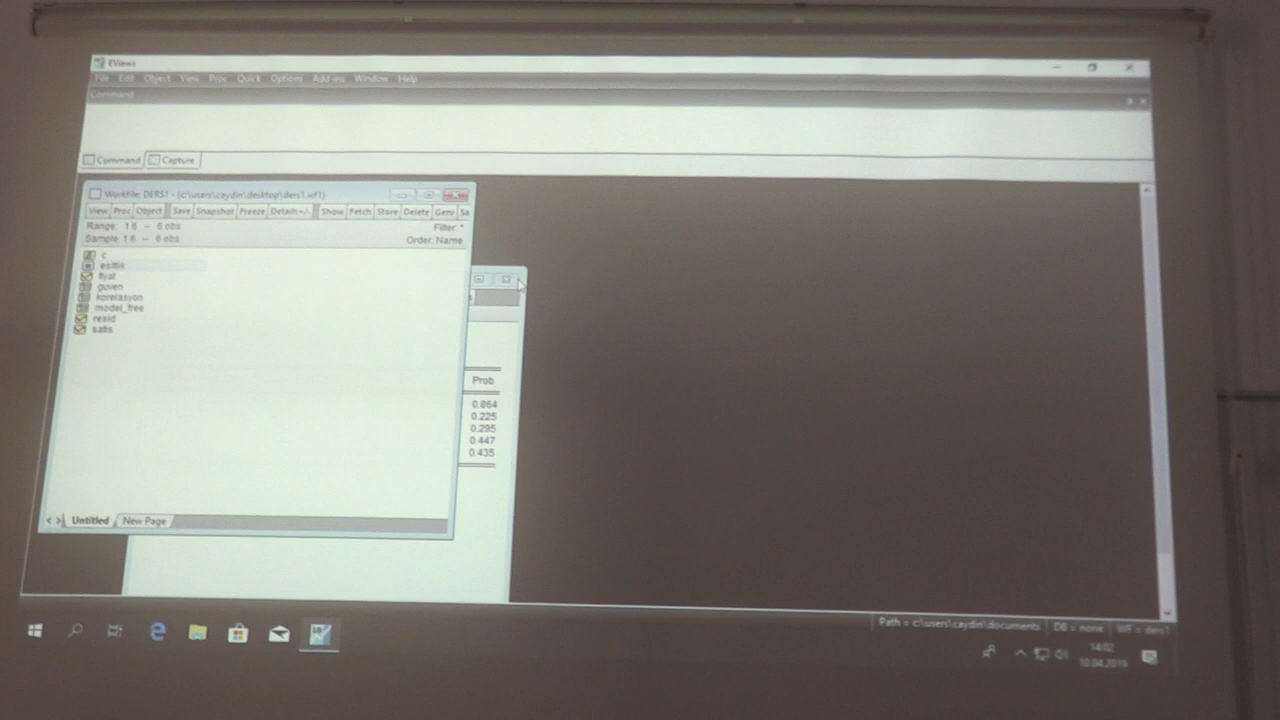 EViews
File Edit Object View Proc Quick Options Add-ins Window Help
Command
Command Capture
Workfile: DERS1 - (c:\users\caydin\desktop\ders1.wf1)
View Proc Object Save Snapshot Freeze Details+/- Show Fetch Store Delete Genr Sa
Range: 1 6 – 6 obs
Filter: *
Sample: 1 6 – 6 obs
Order: Name
c
esitlik
fiyat
guven
korelasyon
model_free
resid
satis
Prob
0.864
0.225
0.295
0.447
0.435
< > Untitled New Page
Path = c:\users\caydin\documents DB = none WF = ders1
14:02
10.04.2019